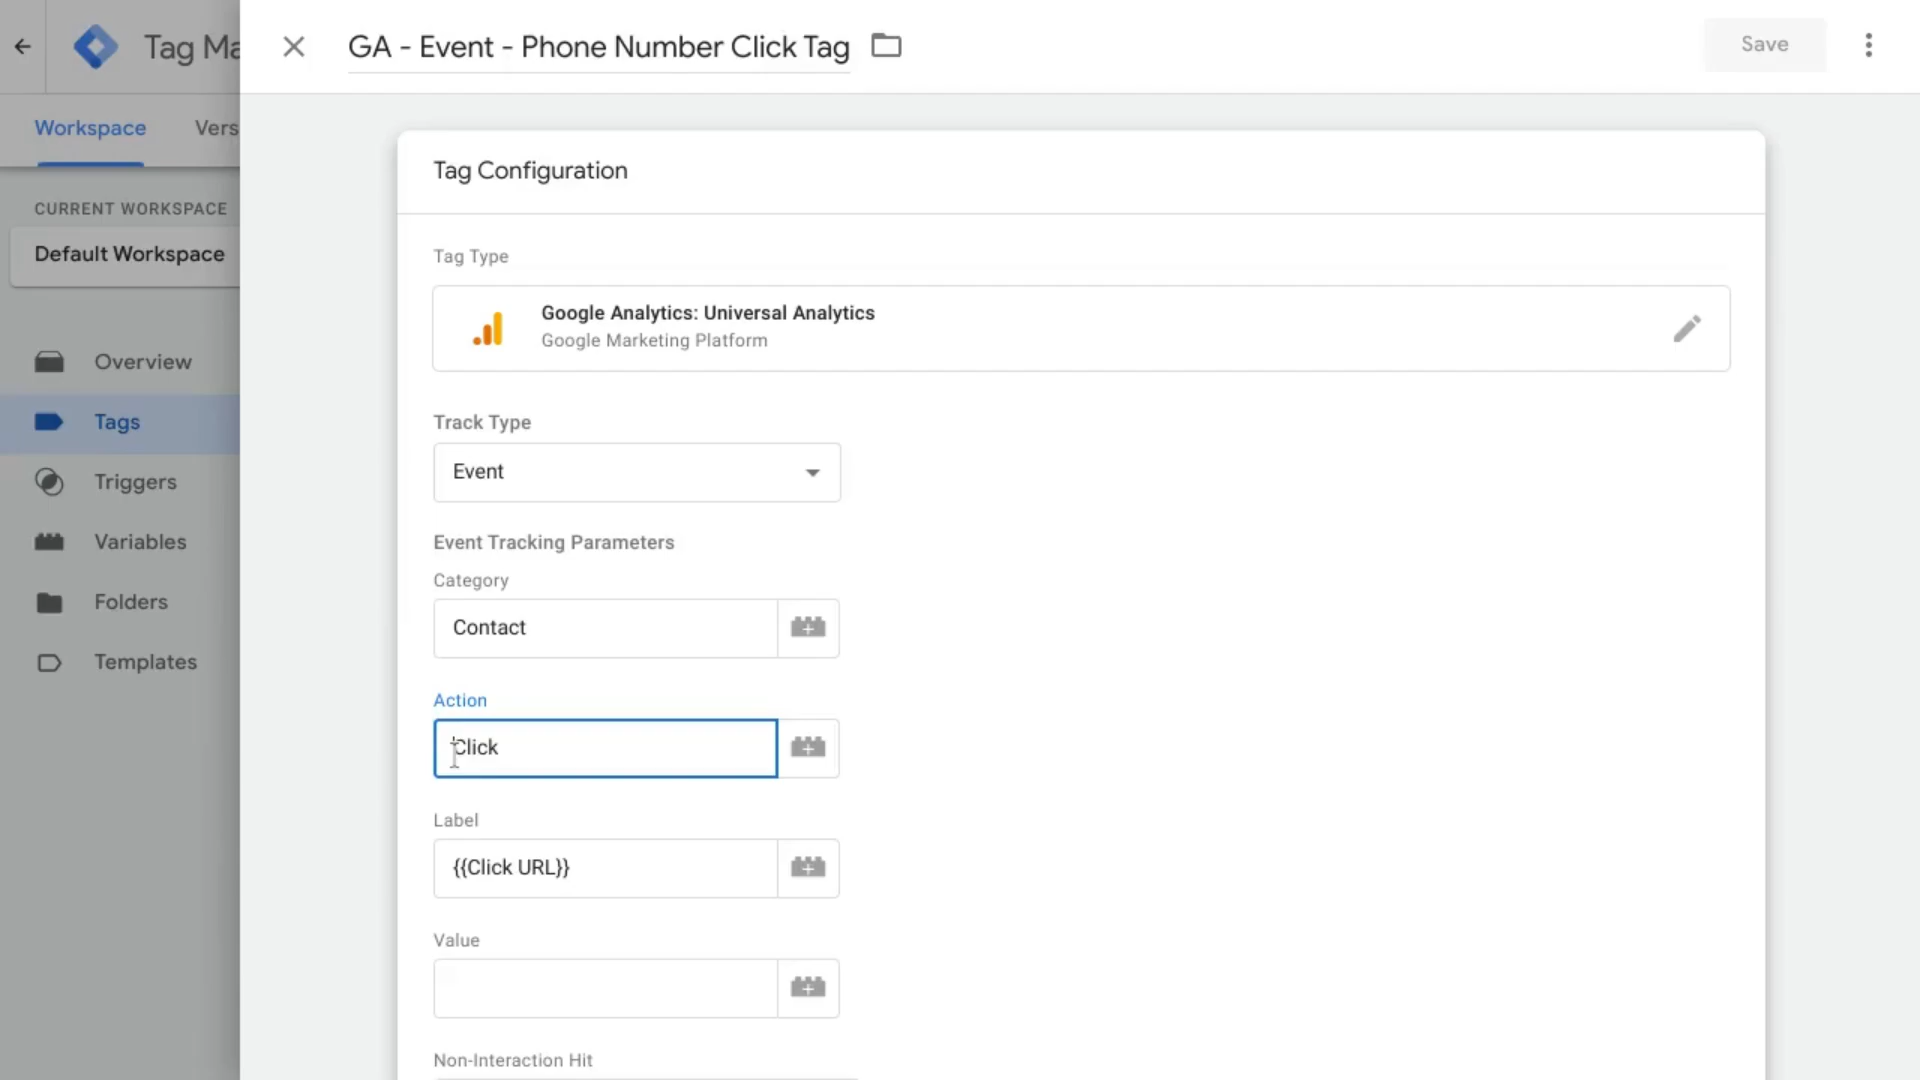 Tag Ma
GA - Event - Phone Number Click Tag
Save
Workspace
Vers
CURRENT WORKSPACE
Default Workspace
Overview
Tags
Triggers
Variables
Folders
Templates
Tag Configuration
Tag Type
Google Analytics: Universal Analytics
Google Marketing Platform
Track Type
Event
Event Tracking Parameters
Category
Contact
Action
Click
Label
{{Click URL}}
Value
Non-Interaction Hit